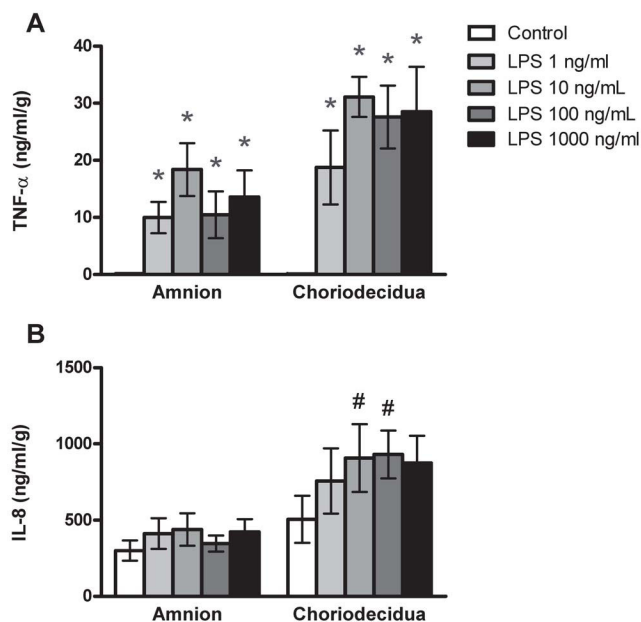 A
TNF-α (ng/ml/g)
40
30
20
10
0
* * * *
* * * *
Amnion Choriodecidua
Control
LPS 1 ng/ml
LPS 10 ng/mL
LPS 100 ng/mL
LPS 1000 ng/ml
B
IL-8 (ng/ml/g)
1500
1000
500
0
# #
Amnion Choriodecidua